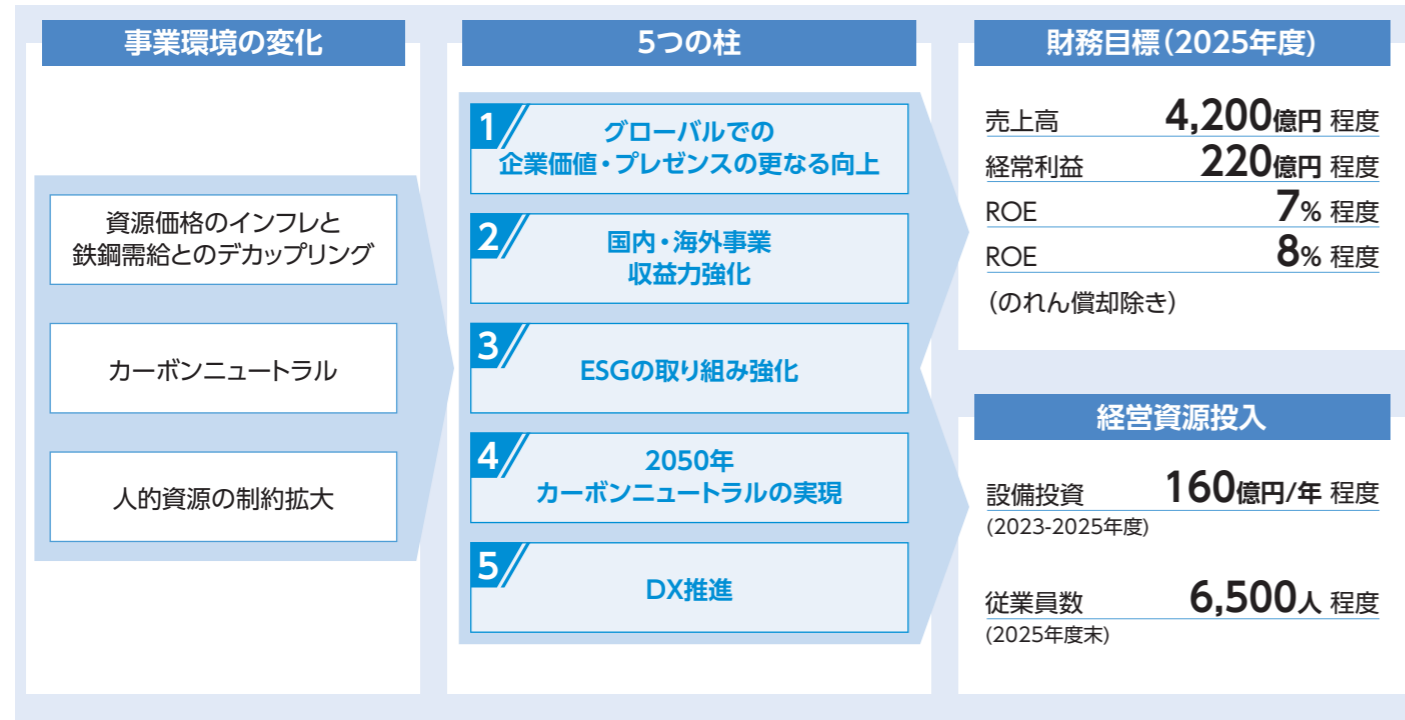 事業環境の変化
資源価格のインフレと
鉄鋼需給とのデカップリング
カーボンニュートラル
人的資源の制約拡大
5つの柱
1
グローバルでの
企業価値・プレゼンスの更なる向上
2
国内・海外事業
収益力強化
3
ESGの取り組み強化
4
2050年
カーボンニュートラルの実現
5
DX推進
財務目標(2025年度)
売上高 4,200億円 程度
経常利益 220億円 程度
ROE 7% 程度
ROE 8% 程度
(のれん償却除き)
経営資源投入
設備投資 160億円/年 程度
(2023-2025年度)
従業員数 6,500人 程度
(2025年度末)